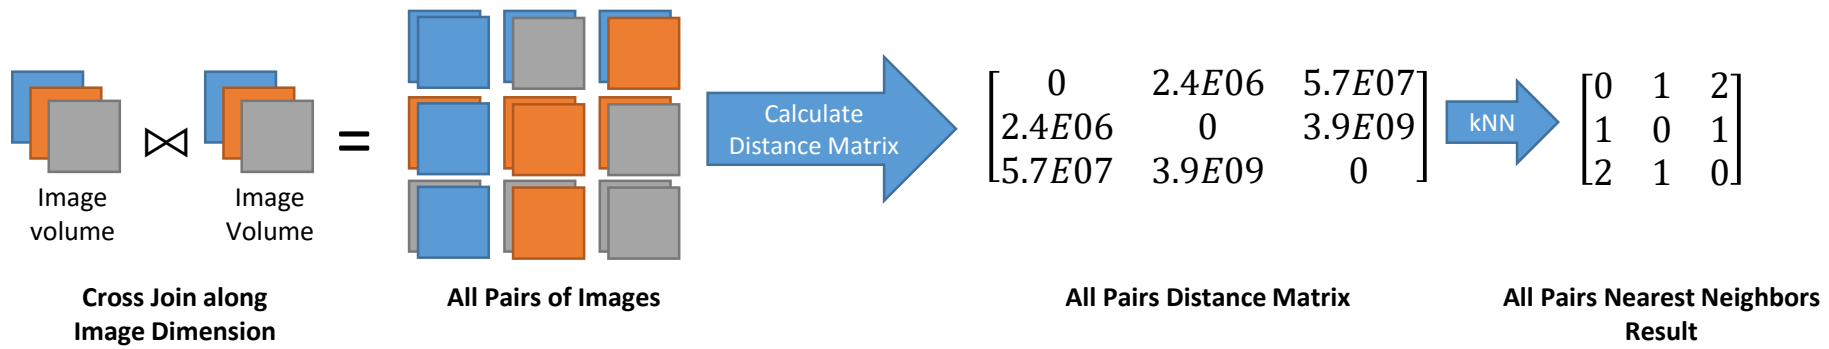 Image
volume
⋈
Image
Volume
=
Calculate
Distance Matrix
0 2.4E06 5.7E07
2.4E06 0 3.9E09
5.7E07 3.9E09 0
kNN
0 1 2
1 0 1
2 1 0
Cross Join along
Image Dimension
All Pairs of Images
All Pairs Distance Matrix
All Pairs Nearest Neighbors
Result